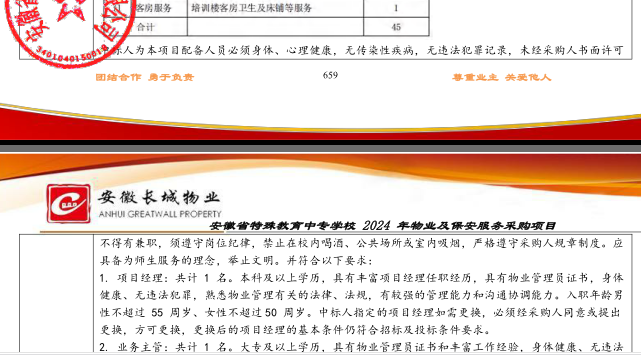 客房服务 培训楼客房卫生及床铺等服务 1
合计 45
标人为本项目配备人员必须身体、心理健康，无传染性疾病，无违法犯罪记录，未经采购人书面许可
团结合作 勇于负责 659 尊重业主 关爱他人
安徽长城物业
ANHUI GREATWALL PROPERTY
安徽省特殊教育中专学校 2024 年物业及保安服务采购项目
不得有兼职，须遵守岗位纪律，禁止在校内喝酒、公共场所或室内吸烟，严格遵守采购人规章制度。应
具备为师生服务的理念，举止文明。并符合以下要求：
1. 项目经理：共计 1 名。本科及以上学历，具有丰富项目经理任职经历，具有物业管理员证书，身体
健康、无违法犯罪，熟悉物业管理有关的法律、法规，有较强的管理能力和沟通协调能力。入职年龄男
性不超过 55 周岁、女性不超过50 周岁。中标人指定的项目经理如需更换，必须经采购人同意或提出
更换，方可更换，更换后的项目经理的基本条件仍符合招标及投标条件要求。
2. 业务主管：共计 1 名。大专及以上学历，具有物业管理员证书和丰富工作经验，身体健康、无违法